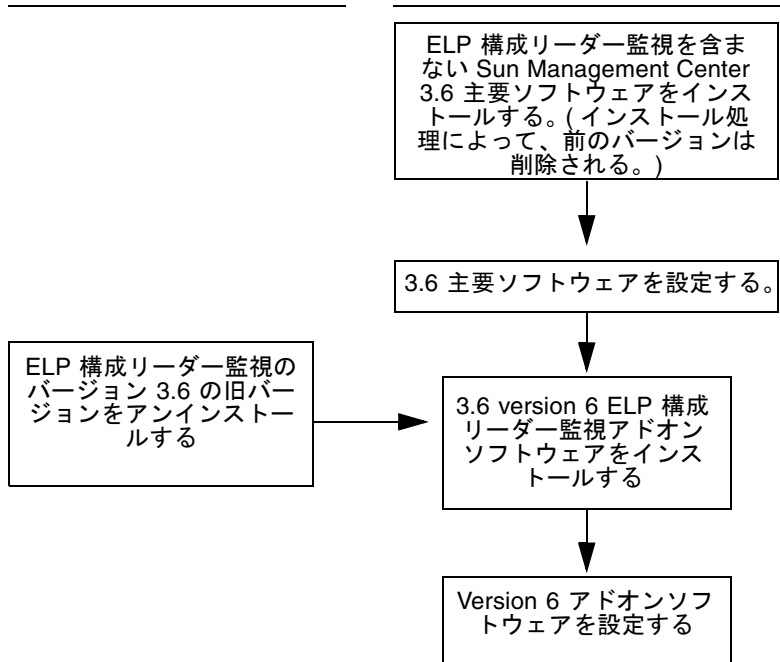 ELP 構成リーダー監視を含ま
ない Sun Management Center
3.6 主要ソフトウェアをインス
トールする。( インストール処
理によって、前のバージョンは
削除される。)
3.6 主要ソフトウェアを設定する。
ELP 構成リーダー監視の
バージョン 3.6 の旧バー
ジョンをアンインストー
ルする
3.6 version 6 ELP 構成
リーダー監視アドオン
ソフトウェアをインス
トールする
Version 6 アドオンソフ
トウェアを設定する